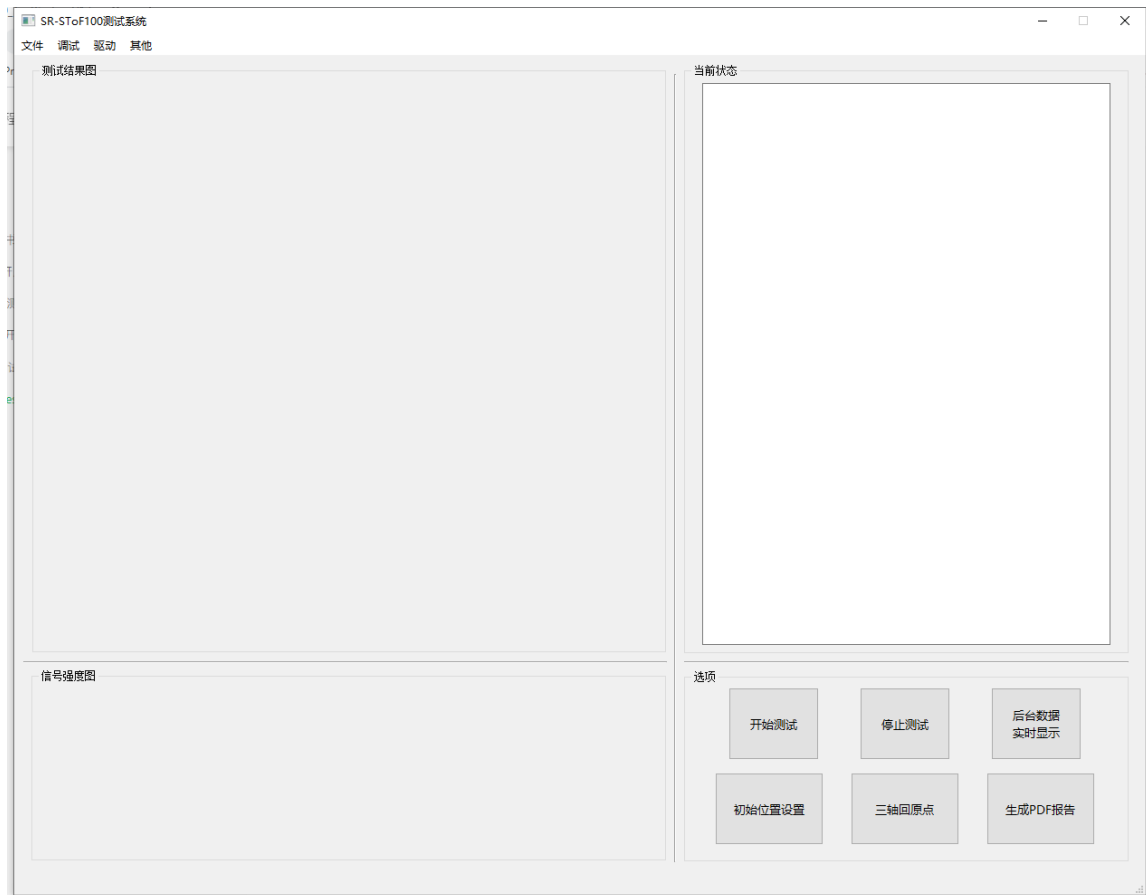 SR-SToF100测试系统
文件 调试 驱动 其他
测试结果图
当前状态
信号强度图
选项
开始测试
停止测试
后台数据
实时显示
初始位置设置
三轴回原点
生成PDF报告